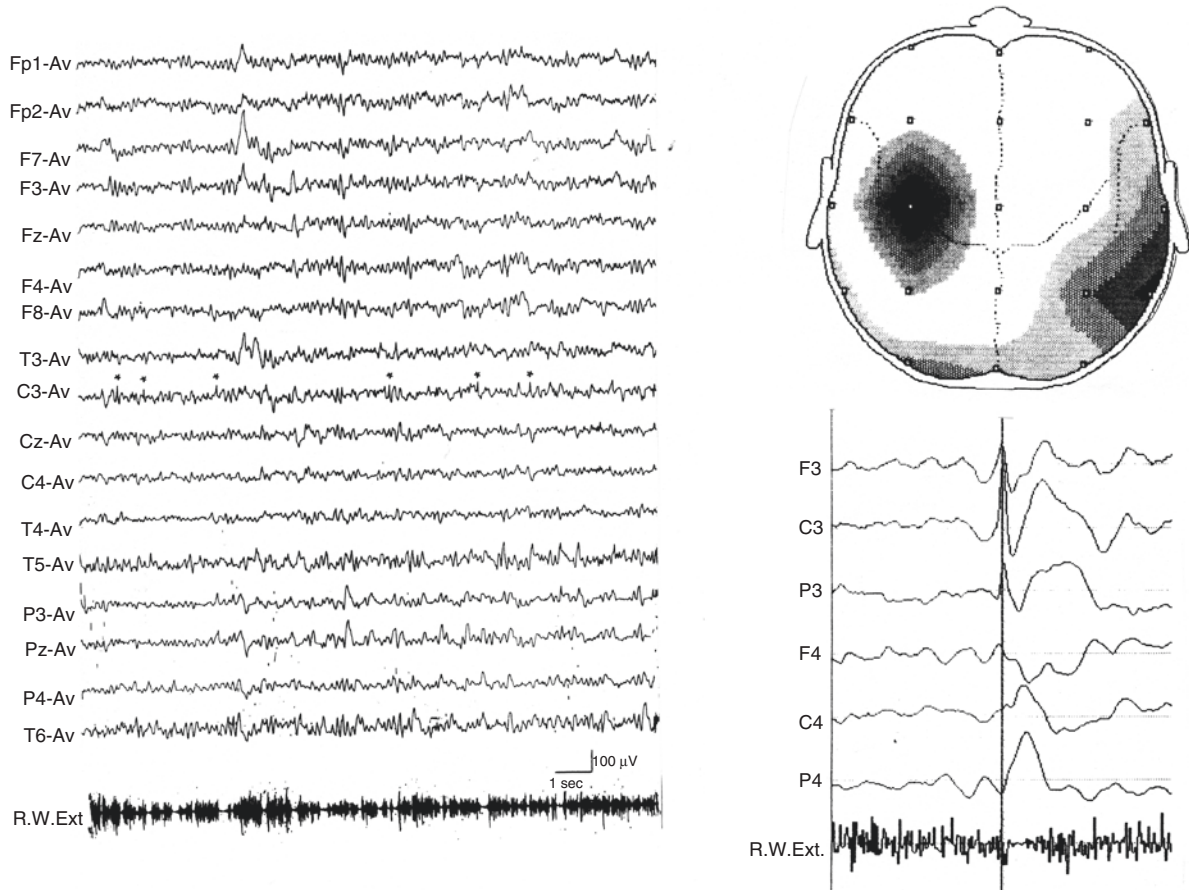 Fp1-Av
Fp2-Av
F7-Av
F3-Av
Fz-Av
F4-Av
F8-Av
T3-Av
* * * * * *
C3-Av
Cz-Av
C4-Av
T4-Av
T5-Av
P3-Av
Pz-Av
P4-Av
T6-Av
100 µV
1 sec
R.W.Ext
F3
C3
P3
F4
C4
P4
R.W.Ext.